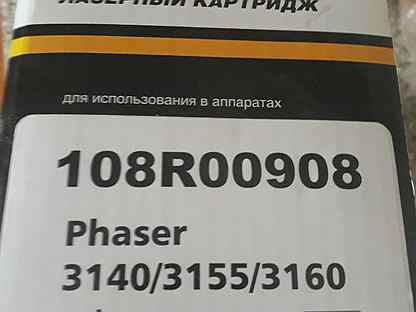 ЛАЗЕРНЫЙ КАРТРИДЖ
для использования в аппаратах
108R00908
Phaser
3140/3155/3160